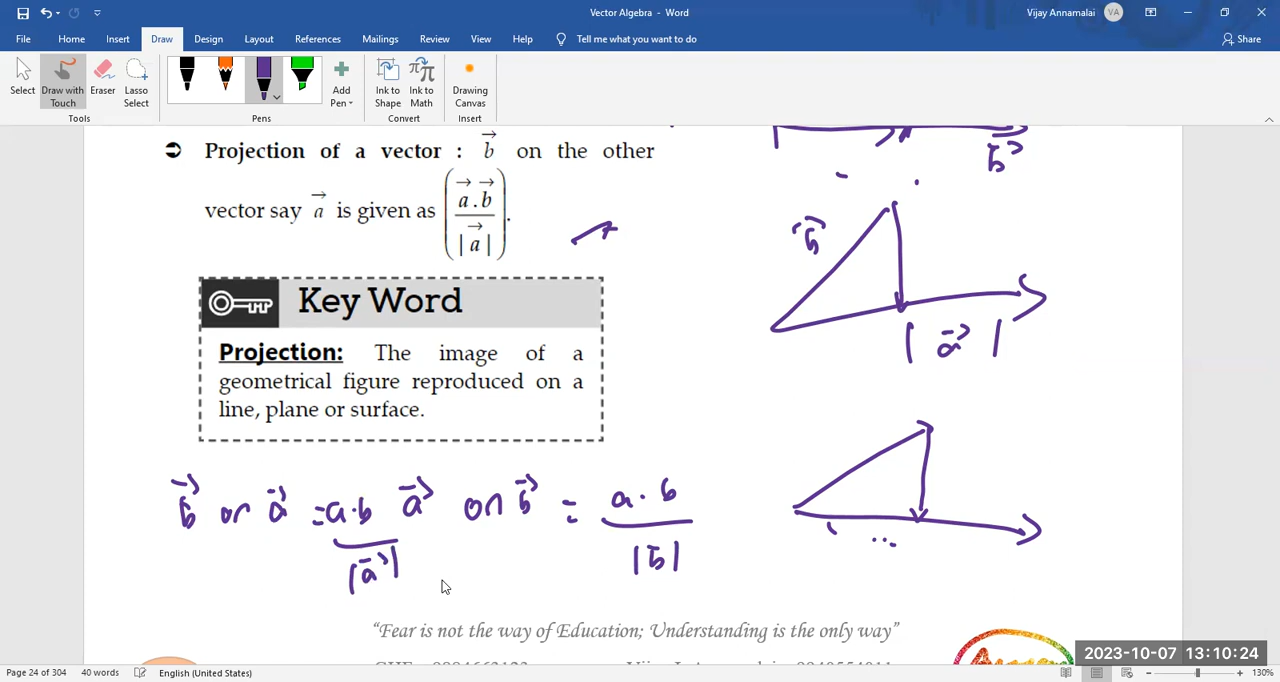 Vector Algebra - Word
Vijay Annamalai VA
File Home Insert Draw Design Layout References Mailings Review View Help Tell me what you want to do Share
Select Draw with Touch Eraser Lasso Select Add Pen Ink to Shape Ink to Math Drawing Canvas
Tools Pens Convert Insert
Projection of a vector : b⃗ on the other
vector say a⃗ is given as (a⃗ . b⃗ / | a⃗ |).
b⃗
b⃗
| a⃗ |
Key Word
Projection: The image of a
geometrical figure reproduced on a
line, plane or surface.
b⃗ on a⃗ = a.b / |a⃗| a⃗ on b⃗ = a . b / |b|
"Fear is not the way of Education; Understanding is the only way"
2023-10-07 13:10:24
Page 24 of 304 40 words English (United States) 130%